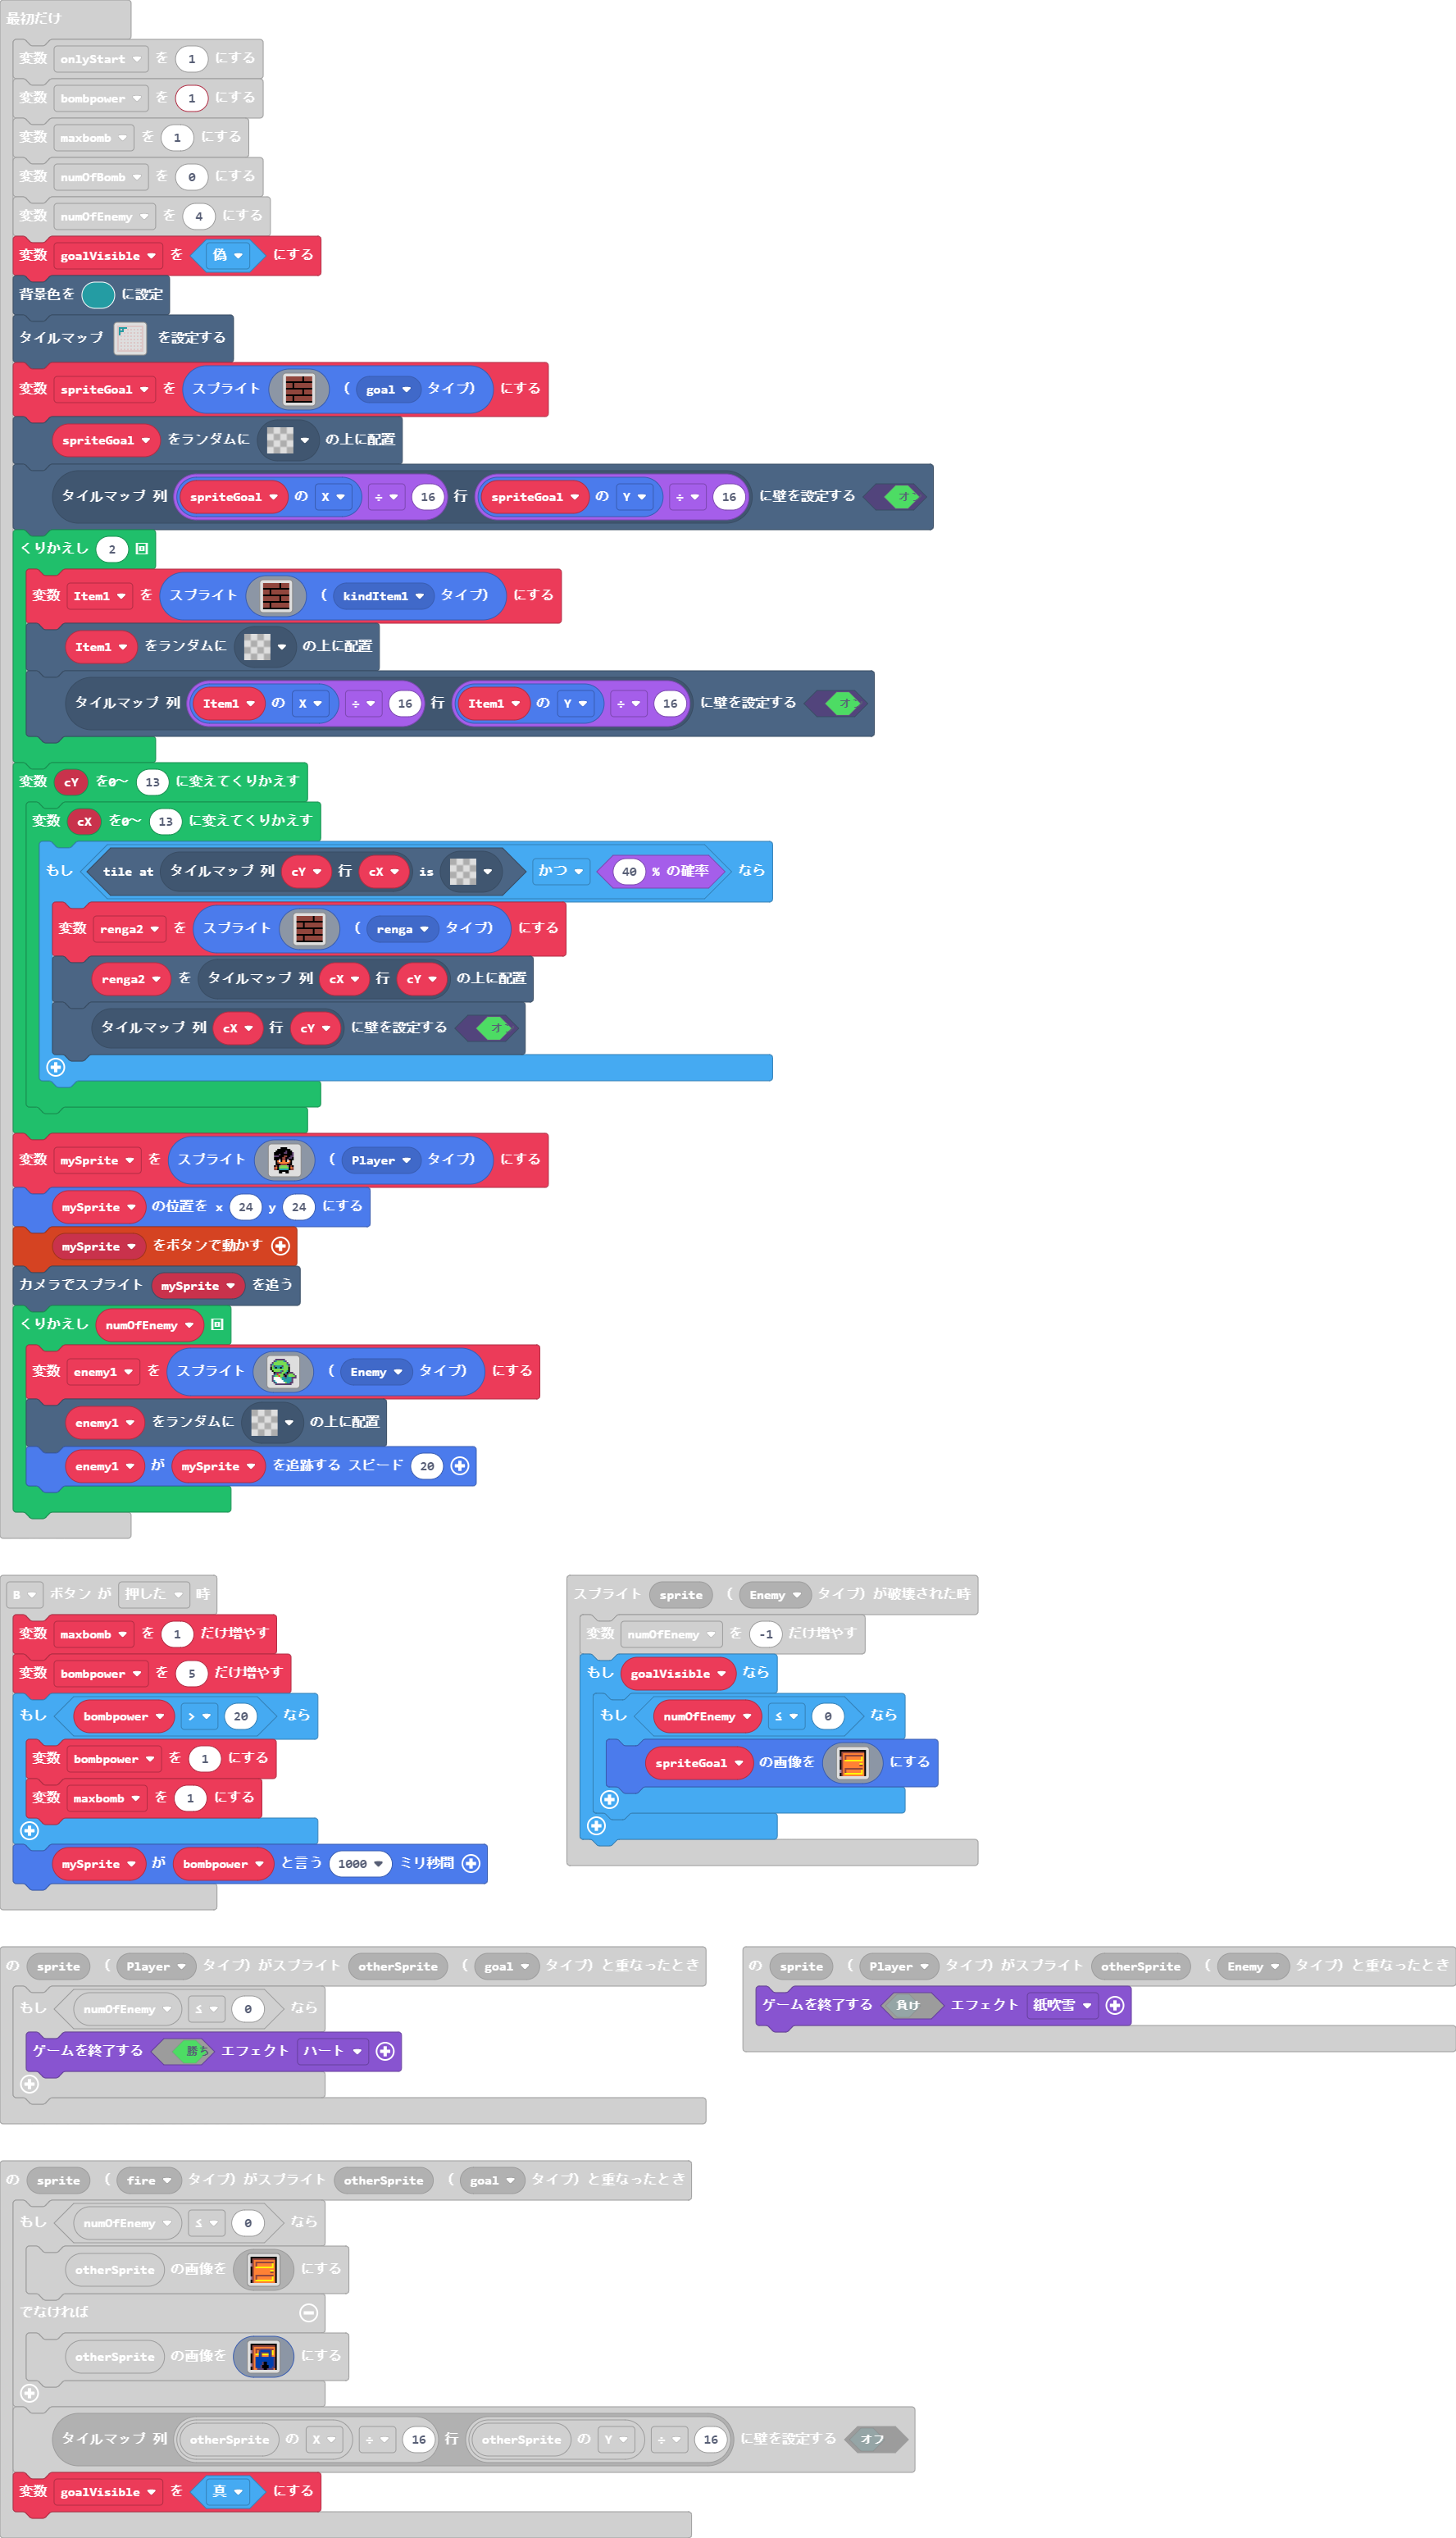 最初だけ
変数 onlyStart を 1 にする
変数 bombpower を 1 にする
変数 maxbomb を 1 にする
変数 numOfBomb を 0 にする
変数 numOfEnemy を 4 にする
変数 goalVisible を 偽 にする
背景色を に設定
タイルマップ を設定する
変数 spriteGoal を スプライト ( goal タイプ) にする
spriteGoal をランダムに の上に配置
タイルマップ 列 spriteGoal の X ÷ 16 行 spriteGoal の Y ÷ 16 に壁を設定する オ
くりかえし 2 回
変数 Item1 を スプライト ( kindItem1 タイプ) にする
Item1 をランダムに の上に配置
タイルマップ 列 Item1 の X ÷ 16 行 Item1 の Y ÷ 16 に壁を設定する オ
変数 cY を0〜 13 に変えてくりかえす
変数 cX を0〜 13 に変えてくりかえす
もし tile at タイルマップ 列 cY 行 cX is かつ 40 % の確率 なら
変数 renga2 を スプライト ( renga タイプ) にする
renga2 を タイルマップ 列 cX 行 cY の上に配置
タイルマップ 列 cX 行 cY に壁を設定する オ
変数 mySprite を スプライト ( Player タイプ) にする
mySprite の位置を x 24 y 24 にする
mySprite をボタンで動かす
カメラでスプライト mySprite を追う
くりかえし numOfEnemy 回
変数 enemy1 を スプライト ( Enemy タイプ) にする
enemy1 をランダムに の上に配置
enemy1 が mySprite を追跡する スピード 20
B ボタン が 押した 時
変数 maxbomb を 1 だけ増やす
変数 bombpower を 5 だけ増やす
もし bombpower > 20 なら
変数 bombpower を 1 にする
変数 maxbomb を 1 にする
mySprite が bombpower と言う 1000 ミリ秒間
スプライト sprite ( Enemy タイプ) が破壊された時
変数 numOfEnemy を -1 だけ増やす
もし goalVisible なら
もし numOfEnemy ≤ 0 なら
spriteGoal の画像を にする
の sprite ( Player タイプ) がスプライト otherSprite ( goal タイプ) と重なったとき
もし numOfEnemy ≤ 0 なら
ゲームを終了する 勝ち エフェクト ハート
の sprite ( Player タイプ) がスプライト otherSprite ( Enemy タイプ) と重なったとき
ゲームを終了する 負け エフェクト 紙吹雪
の sprite ( fire タイプ) がスプライト otherSprite ( goal タイプ) と重なったとき
もし numOfEnemy ≤ 0 なら
otherSprite の画像を にする
でなければ
otherSprite の画像を にする
タイルマップ 列 otherSprite の X ÷ 16 行 otherSprite の Y ÷ 16 に壁を設定する オフ
変数 goalVisible を 真 にする